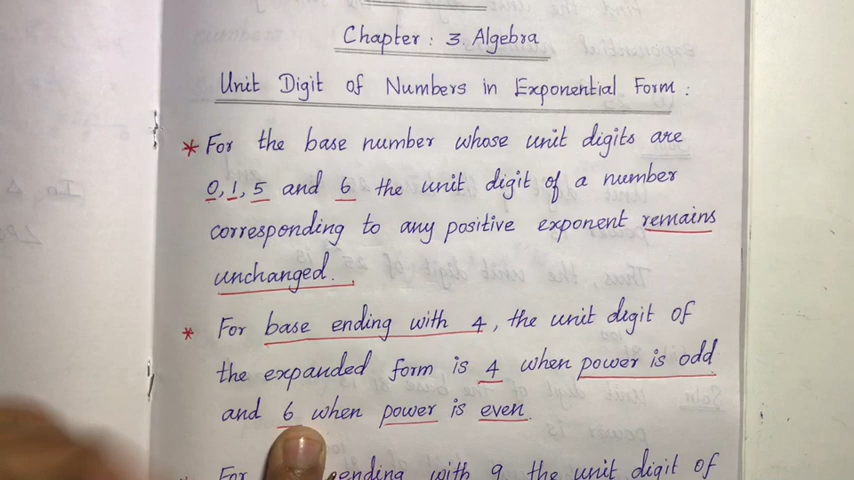 Chapter : 3. Algebra
Unit Digit of Numbers in Exponential Form :
* For the base number whose unit digits are
0, 1, 5 and 6 the unit digit of a number
corresponding to any positive exponent remains
unchanged.
* For base ending with 4, the unit digit of
the expanded form is 4 when power is odd
and 6 when power is even.
For ending with 9 the unit digit of